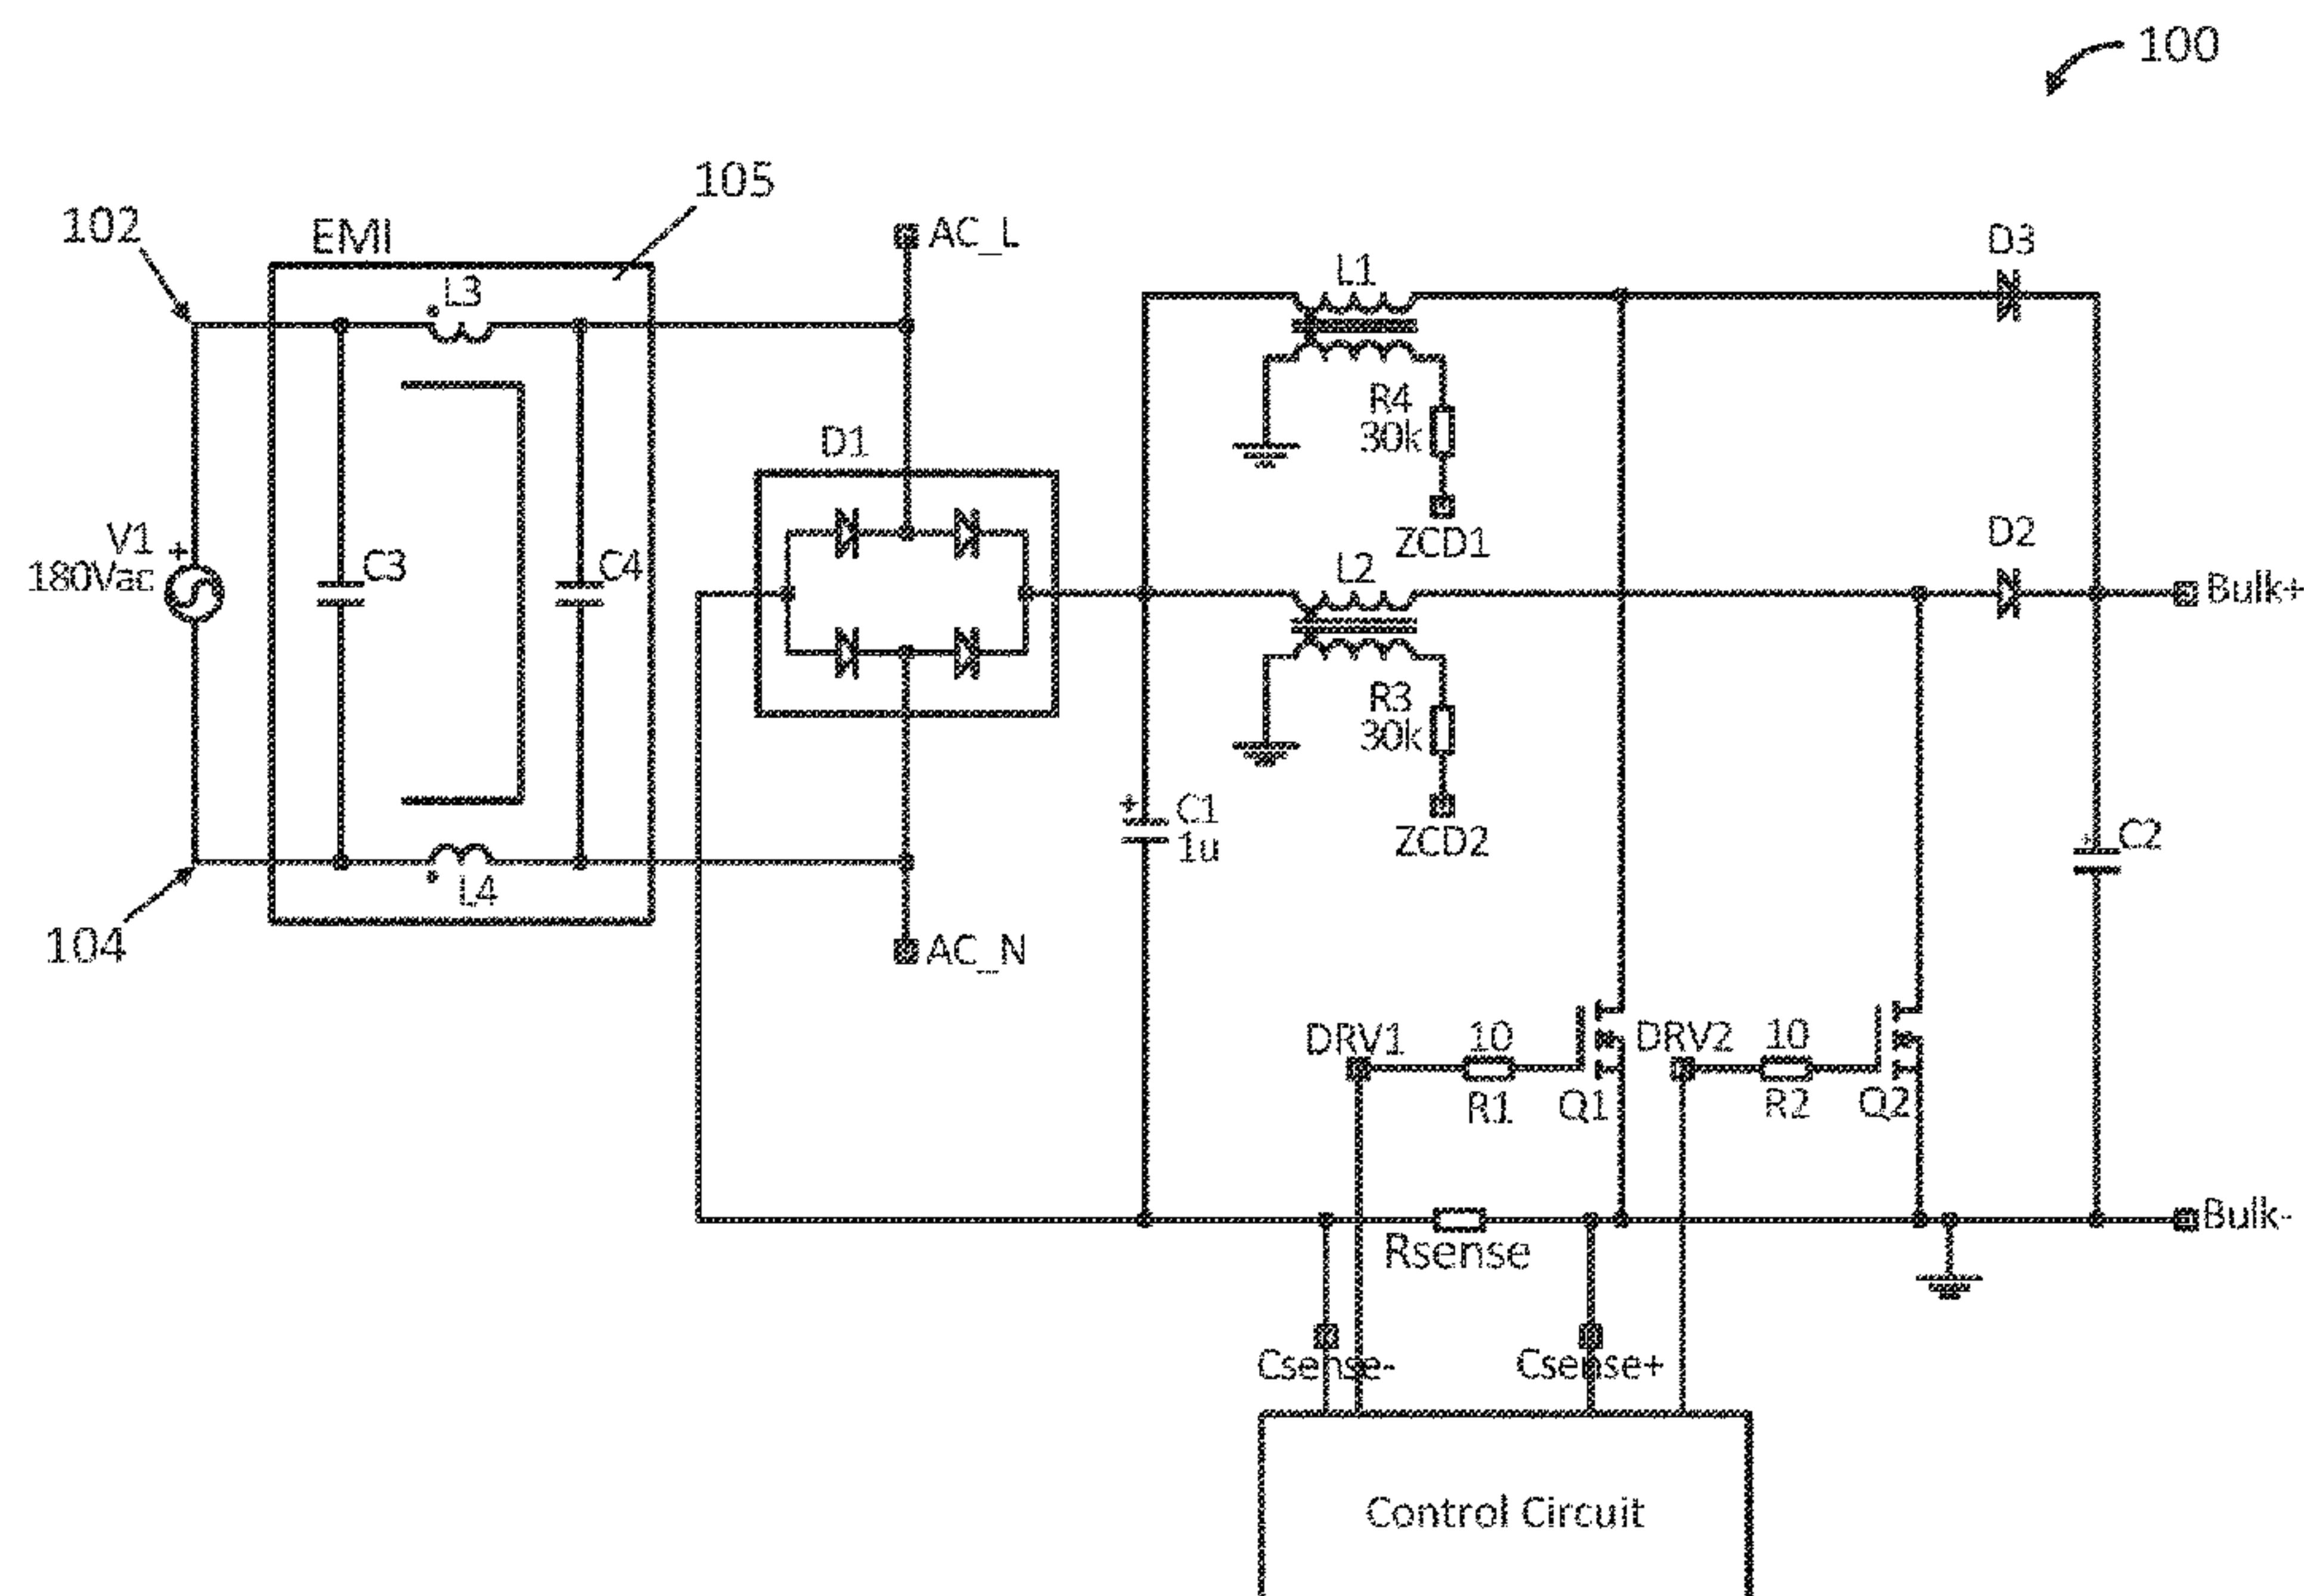 100
105
102
EMI
L3
AC_L
L1
D3
R4
30k
ZCD1
D1
V1
+
180Vac
C3
C4
L2
D2
Bulk+
R3
30k
ZCD2
+
C1
1u
+
C2
L4
104
AC_N
DRV1
10
R1
Q1
DRV2
10
R2
Q2
Rsense
Bulk-
Csense-
Csense+
Control Circuit